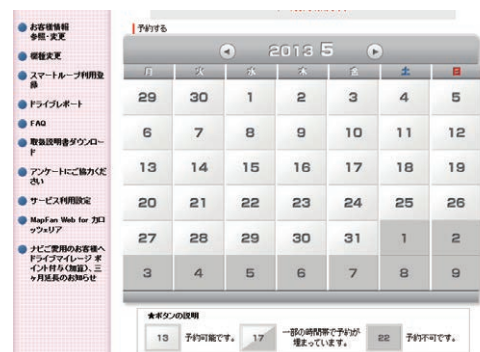 お客様情報
参照・変更
機種変更
スマートループ利用登
録
ドライブレポート
FAQ
取扱説明書ダウンロー
ド
アンケートにご協力くだ
さい
サービス利用設定
MapFan Web for カロ
ッツェリア
ナビご愛用のお客様へ
ドライブマイレージ ポ
イント付与(加算)、三
ヶ月延長のお知らせ
予約する
2013 5
月 火 水 木 金 土 日
29 30 1 2 3 4 5
6 7 8 9 10 11 12
13 14 15 16 17 18 19
20 21 22 23 24 25 26
27 28 29 30 31 1 2
3 4 5 6 7 8 9
★ボタンの説明
13 予約可能です。 17 一部の時間帯で予約が
埋まっています。 22 予約不可です。